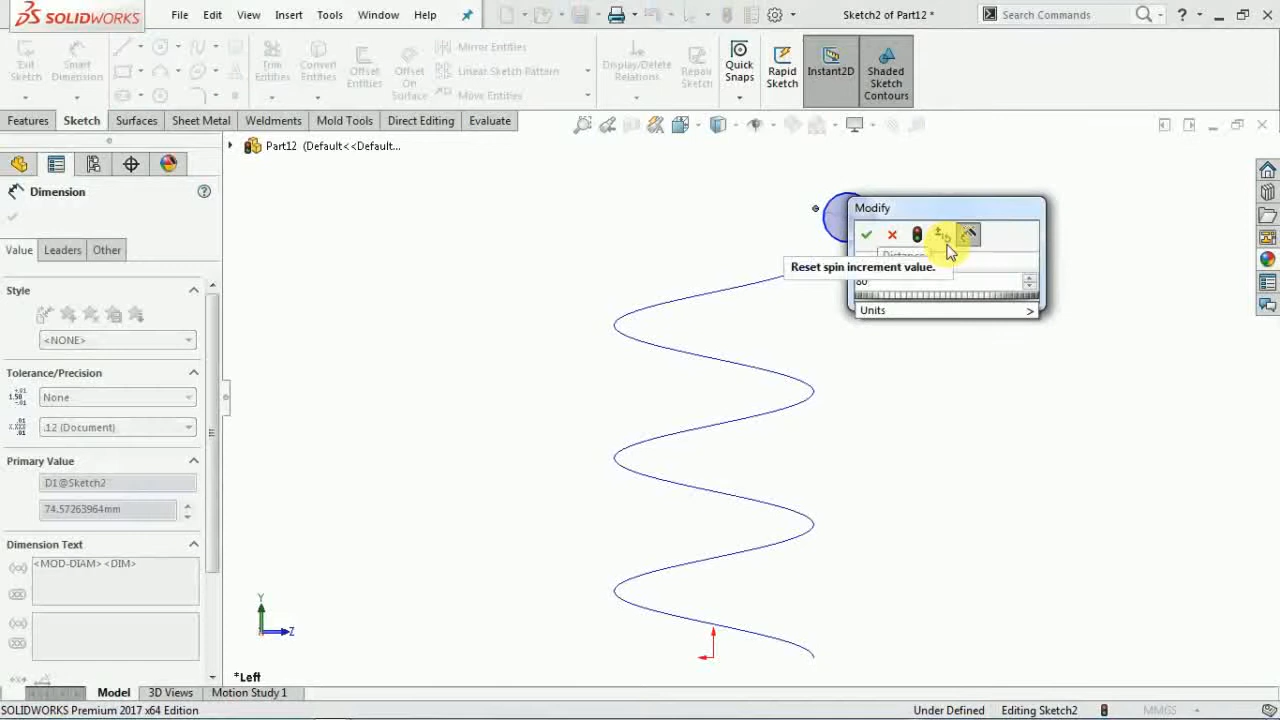 SOLIDWORKS
File Edit View Insert Tools Window Help
Sketch2 of Part12 *
Search Commands
?
Exit Sketch
Smart Dimension
Trim Entities
Convert Entities
Offset Entities
Offset On Surface
Mirror Entities
Linear Sketch Pattern
Move Entities
Display/Delete Relations
Repair Sketch
Quick Snaps
Rapid Sketch
Instant2D
Shaded Sketch Contours
Features Sketch Surfaces Sheet Metal Weldments Mold Tools Direct Editing Evaluate
Part12 (Default<<Default...
Dimension
Value Leaders Other
Style
<NONE>
Tolerance/Precision
None
.12 (Document)
Primary Value
D1@Sketch2
74.57263964mm
Dimension Text
<MOD-DIAM> <DIM>
Modify
Distance
Reset spin increment value.
80
Units >
Y
Z
*Left
Model 3D Views Motion Study 1
SOLIDWORKS Premium 2017 x64 Edition
Under Defined Editing Sketch2 MMGS